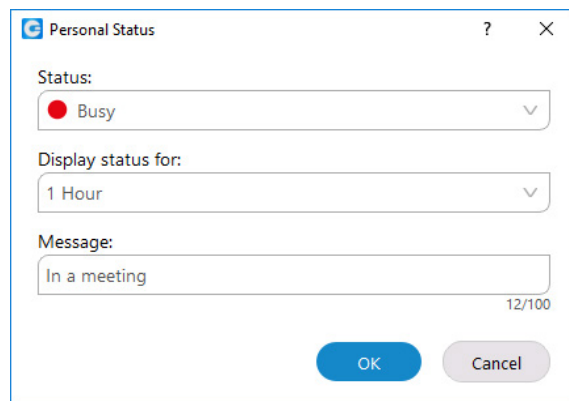 Personal Status
?
Status:
Busy
Display status for:
1 Hour
Message:
In a meeting
12/100
OK
Cancel